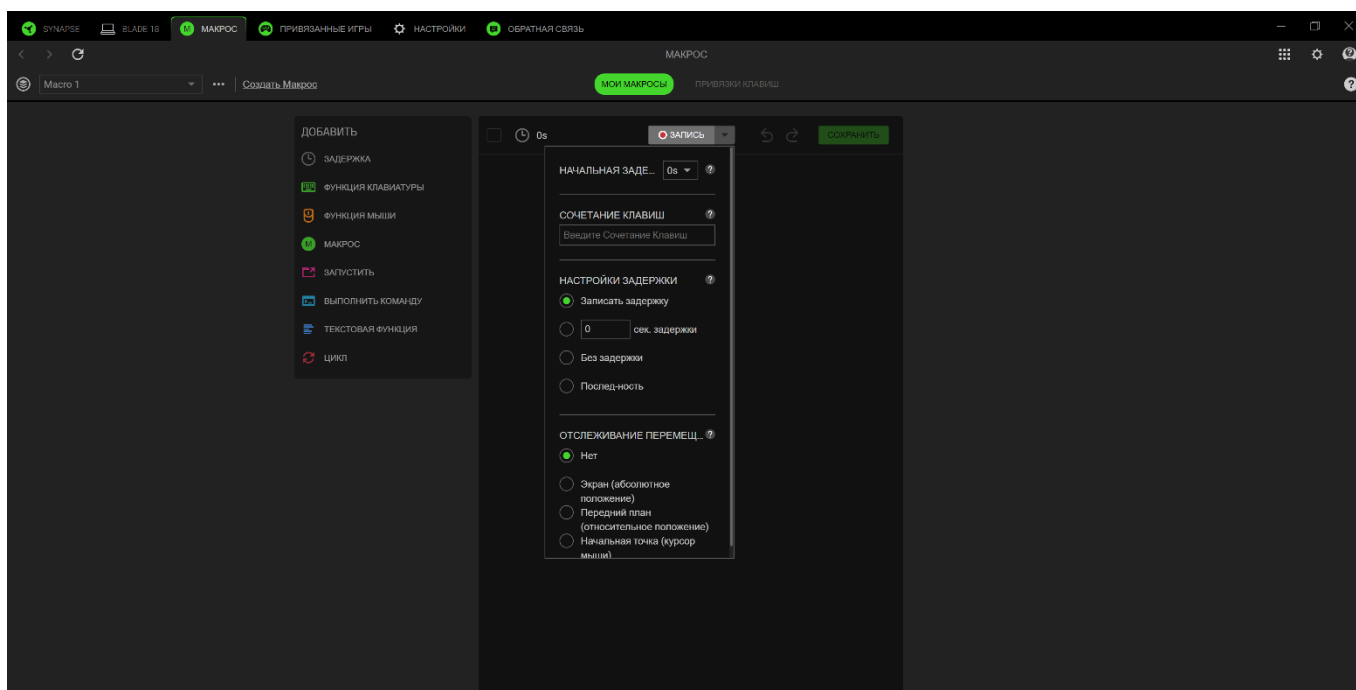 SYNAPSE
BLADE 18
МАКРОС
ПРИВЯЗАННЫЕ ИГРЫ
НАСТРОЙКИ
ОБРАТНАЯ СВЯЗЬ
МАКРОС
Macro 1
Создать Макрос
МОИ МАКРОСЫ
ПРИВЯЗКИ КЛАВИШ
ДОБАВИТЬ
ЗАДЕРЖКА
ФУНКЦИЯ КЛАВИАТУРЫ
ФУНКЦИЯ МЫШИ
МАКРОС
ЗАПУСТИТЬ
ВЫПОЛНИТЬ КОМАНДУ
ТЕКСТОВАЯ ФУНКЦИЯ
ЦИКЛ
0s
ЗАПИСЬ
СОХРАНИТЬ
НАЧАЛЬНАЯ ЗАДЕ...
0s
СОЧЕТАНИЕ КЛАВИШ
Введите Сочетание Клавиш
НАСТРОЙКИ ЗАДЕРЖКИ
Записать задержку
0 сек. задержки
Без задержки
Послед-ность
ОТСЛЕЖИВАНИЕ ПЕРЕМЕЩ...
Нет
Экран (абсолютное
положение)
Передний план
(относительное положение)
Начальная точка (курсор
мыши)